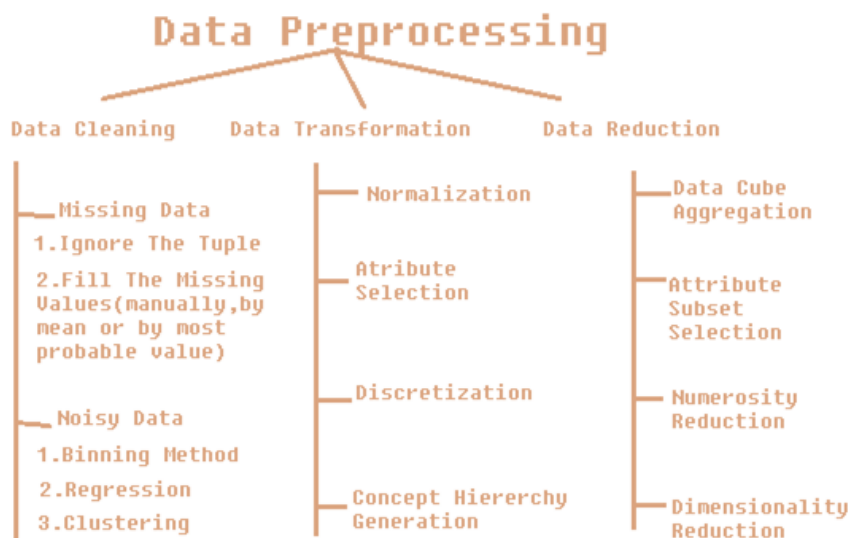 Data Preprocessing
Data Cleaning
Missing Data
1.Ignore The Tuple
2.Fill The Missing
Values(manually,by
mean or by most
probable value)
Noisy Data
1.Binning Method
2.Regression
3.Clustering
Data Transformation
Normalization
Atribute
Selection
Discretization
Concept Hiererchy
Generation
Data Reduction
Data Cube
Aggregation
Attribute
Subset
Selection
Numerosity
Reduction
Dimensionality
Reduction